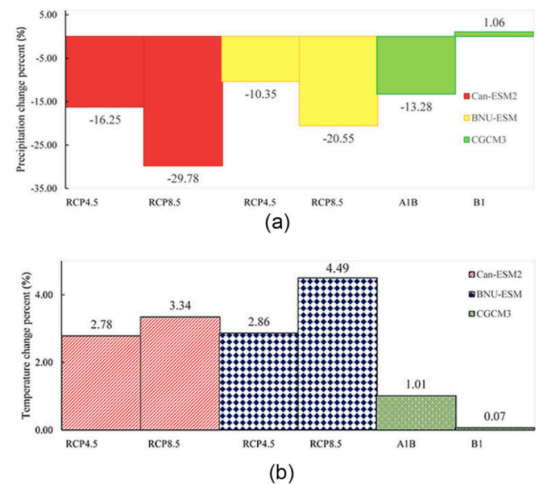 5.00
-5.00
-15.00
-25.00
-35.00
Precipitation change percent (%)
-16.25
-29.78
-10.35
-20.55
-13.28
1.06
Can-ESM2
BNU-ESM
CGCM3
RCP4.5 RCP8.5 RCP4.5 RCP8.5 A1B B1
(a)
4.00
2.00
0.00
Temperature change percent (%)
2.78
3.34
2.86
4.49
1.01
0.07
Can-ESM2
BNU-ESM
CGCM3
RCP4.5 RCP8.5 RCP4.5 RCP8.5 A1B B1
(b)